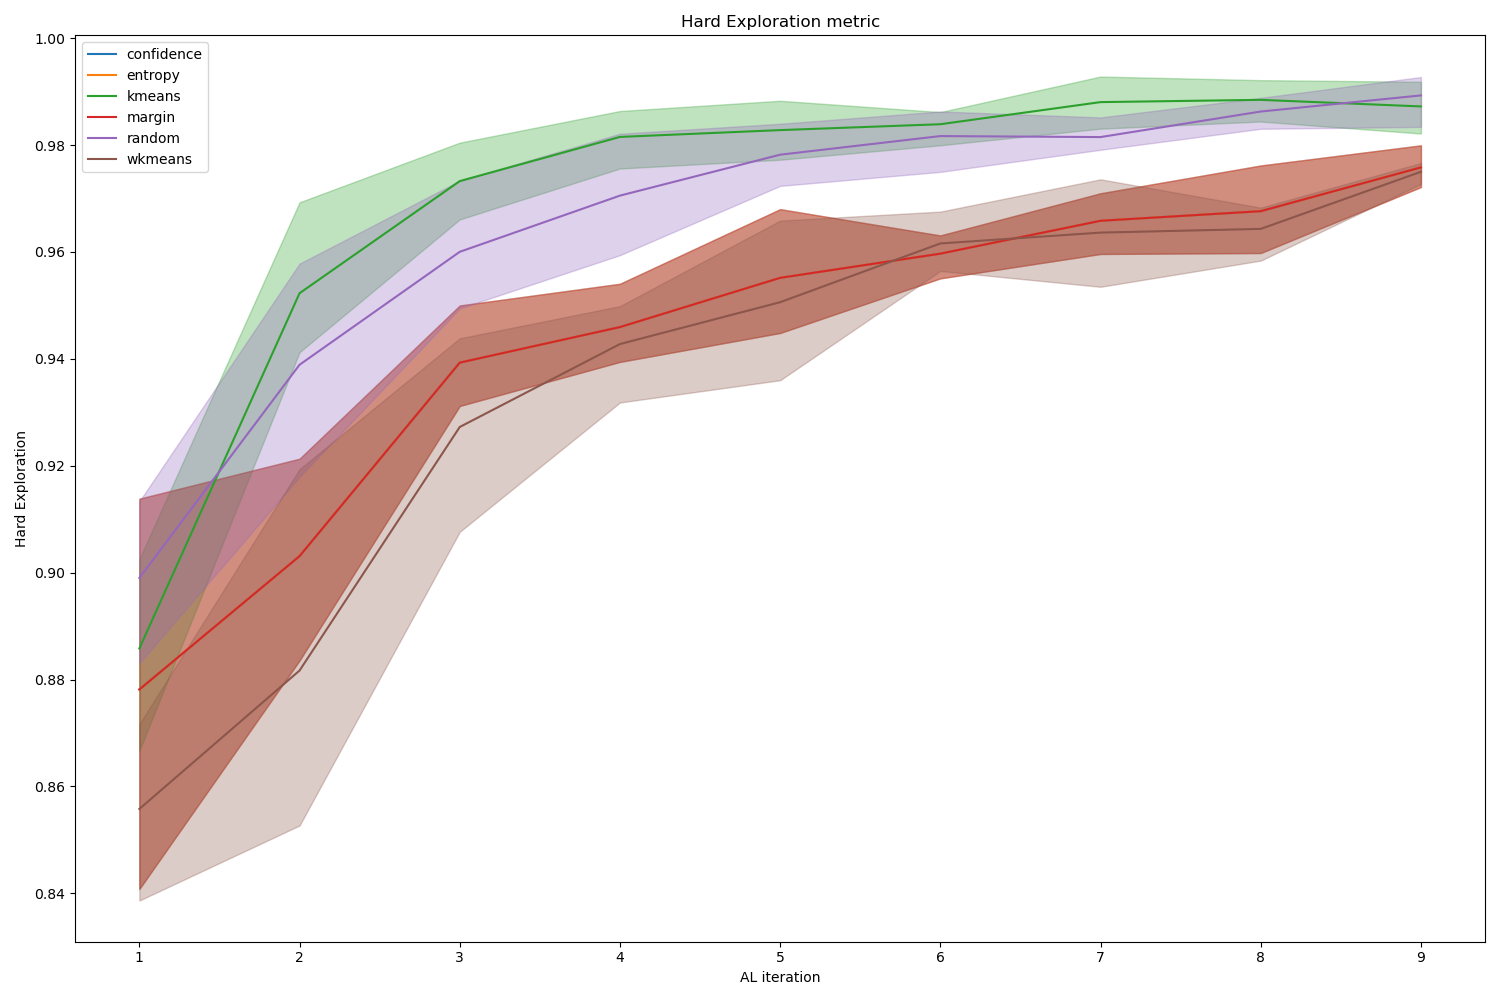 Hard Exploration metric
1.00
0.98
0.96
0.94
0.92
0.90
0.88
0.86
0.84
Hard Exploration
confidence
entropy
kmeans
margin
random
wkmeans
1 2 3 4 5 6 7 8 9
AL iteration